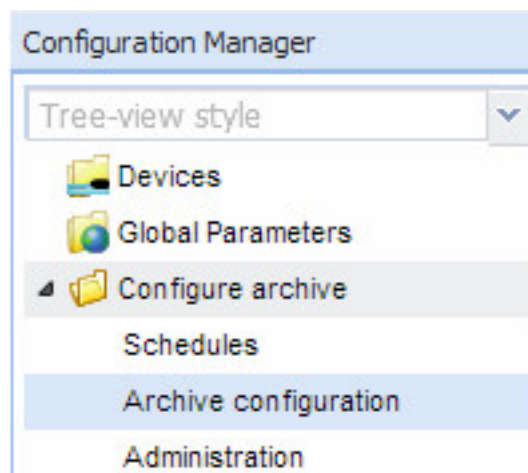 Configuration Manager
Tree-view style
Devices
Global Parameters
Configure archive
Schedules
Archive configuration
Administration